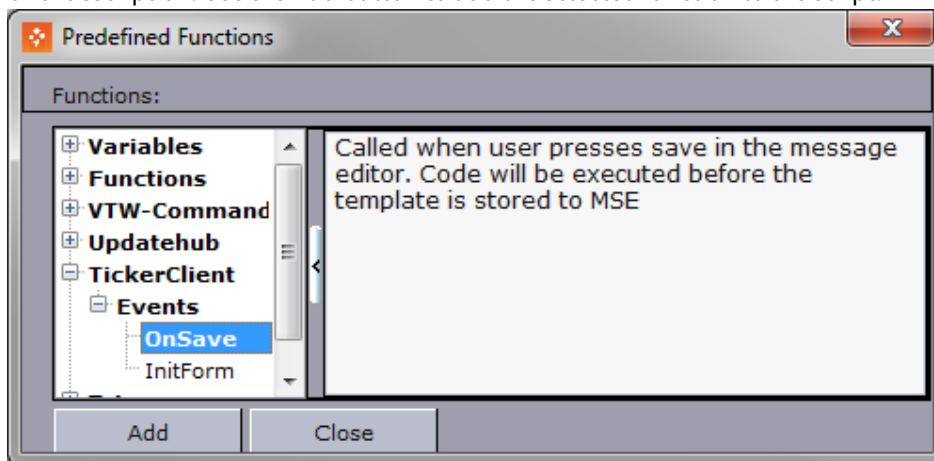 Predefined Functions
Functions:
Variables
Functions
VTW-Command
Updatehub
TickerClient
Events
OnSave
InitForm
Called when user presses save in the message
editor. Code will be executed before the
template is stored to MSE
Add
Close